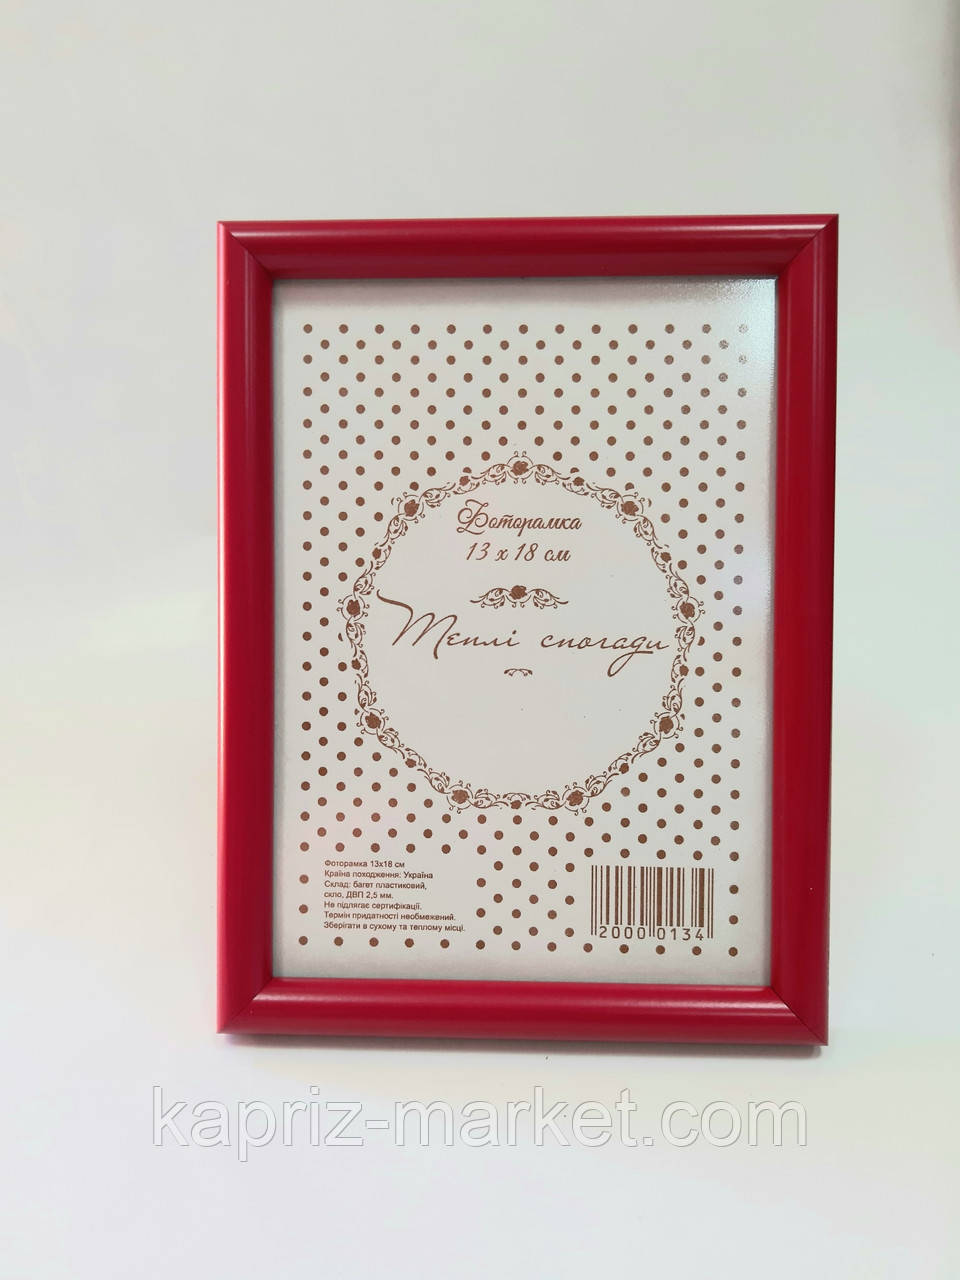 Фоторамка
13 х 18 см
Теплі спогади
Фоторамка 13х18 см
Країна походження: Україна
Склад: багет пластиковий,
скло, ДВП 2,5 мм.
Не підлягає сертифікації.
Термін придатності необмежений.
Зберігати в сухому та теплому місці.
2000 0134
kapriz-market.com